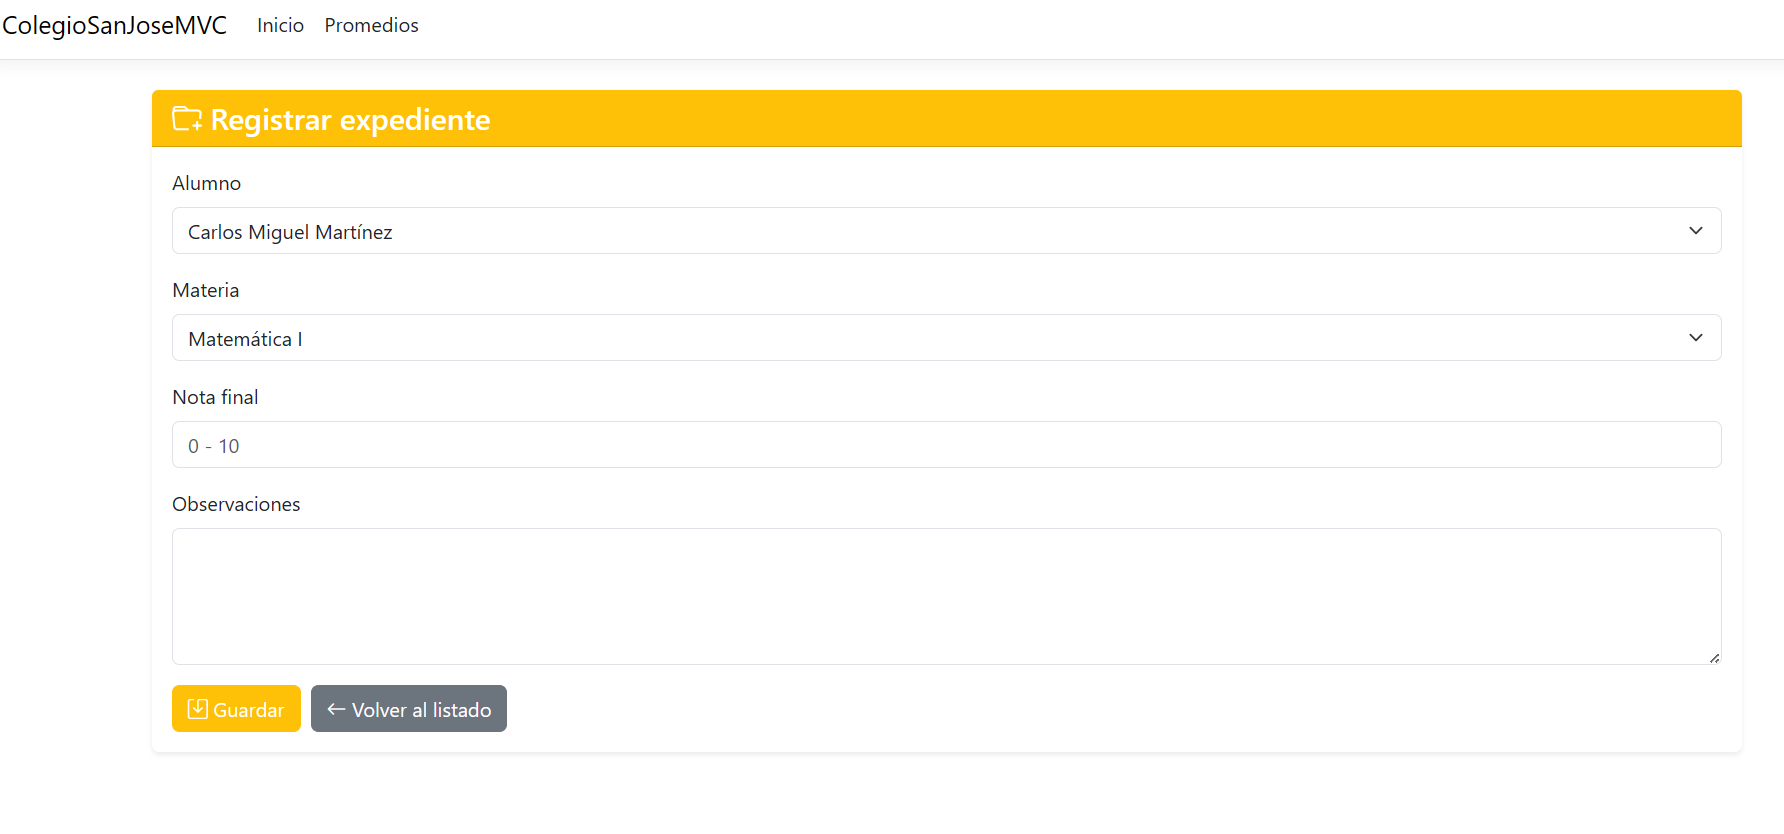 ColegioSanJoseMVC Inicio Promedios
Registrar expediente
Alumno
Carlos Miguel Martínez
Materia
Matemática I
Nota final
0 - 10
Observaciones
Guardar Volver al listado